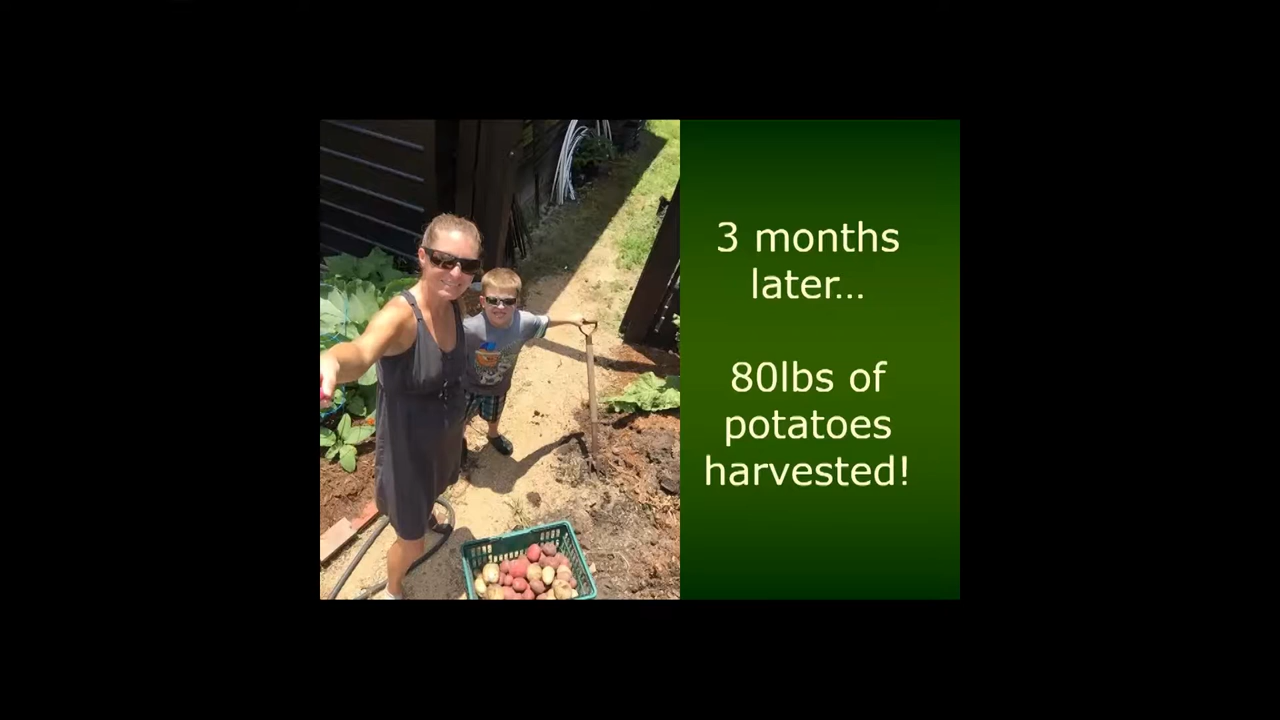 3 months
later...
80lbs of
potatoes
harvested!